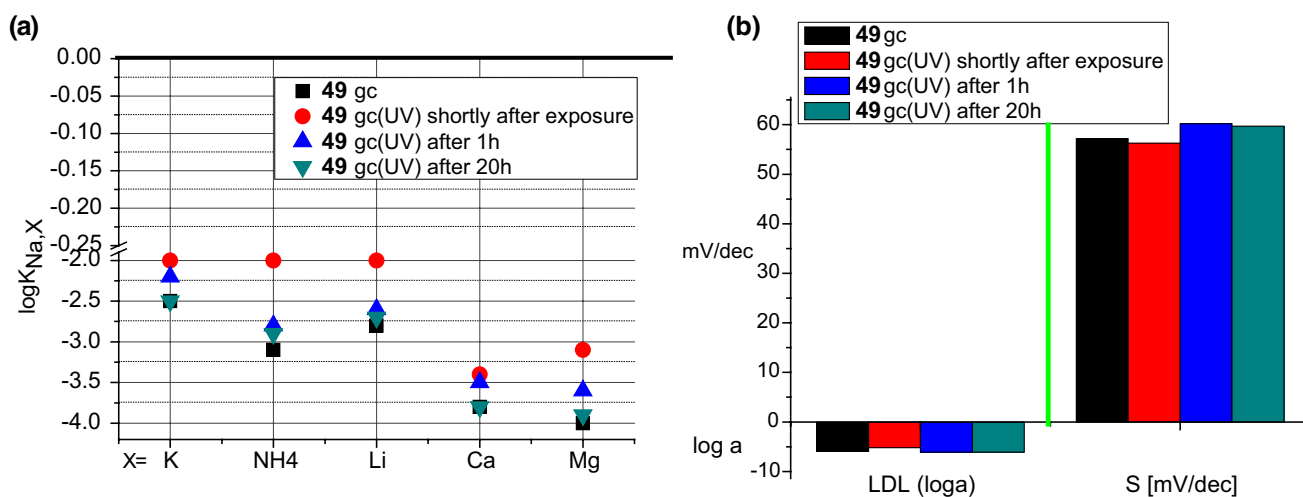 (a)
0.00
-0.05
-0.10
-0.15
-0.20
-0.25
-2.0
-2.5
-3.0
-3.5
-4.0
logK Na,X
49 gc
49 gc(UV) shortly after exposure
49 gc(UV) after 1h
49 gc(UV) after 20h
X= K NH4 Li Ca Mg
(b)
49 gc
49 gc(UV) shortly after exposure
49 gc(UV) after 1h
49 gc(UV) after 20h
60
50
40
30
20
10
0
-10
mV/dec
log a
LDL (loga) S [mV/dec]